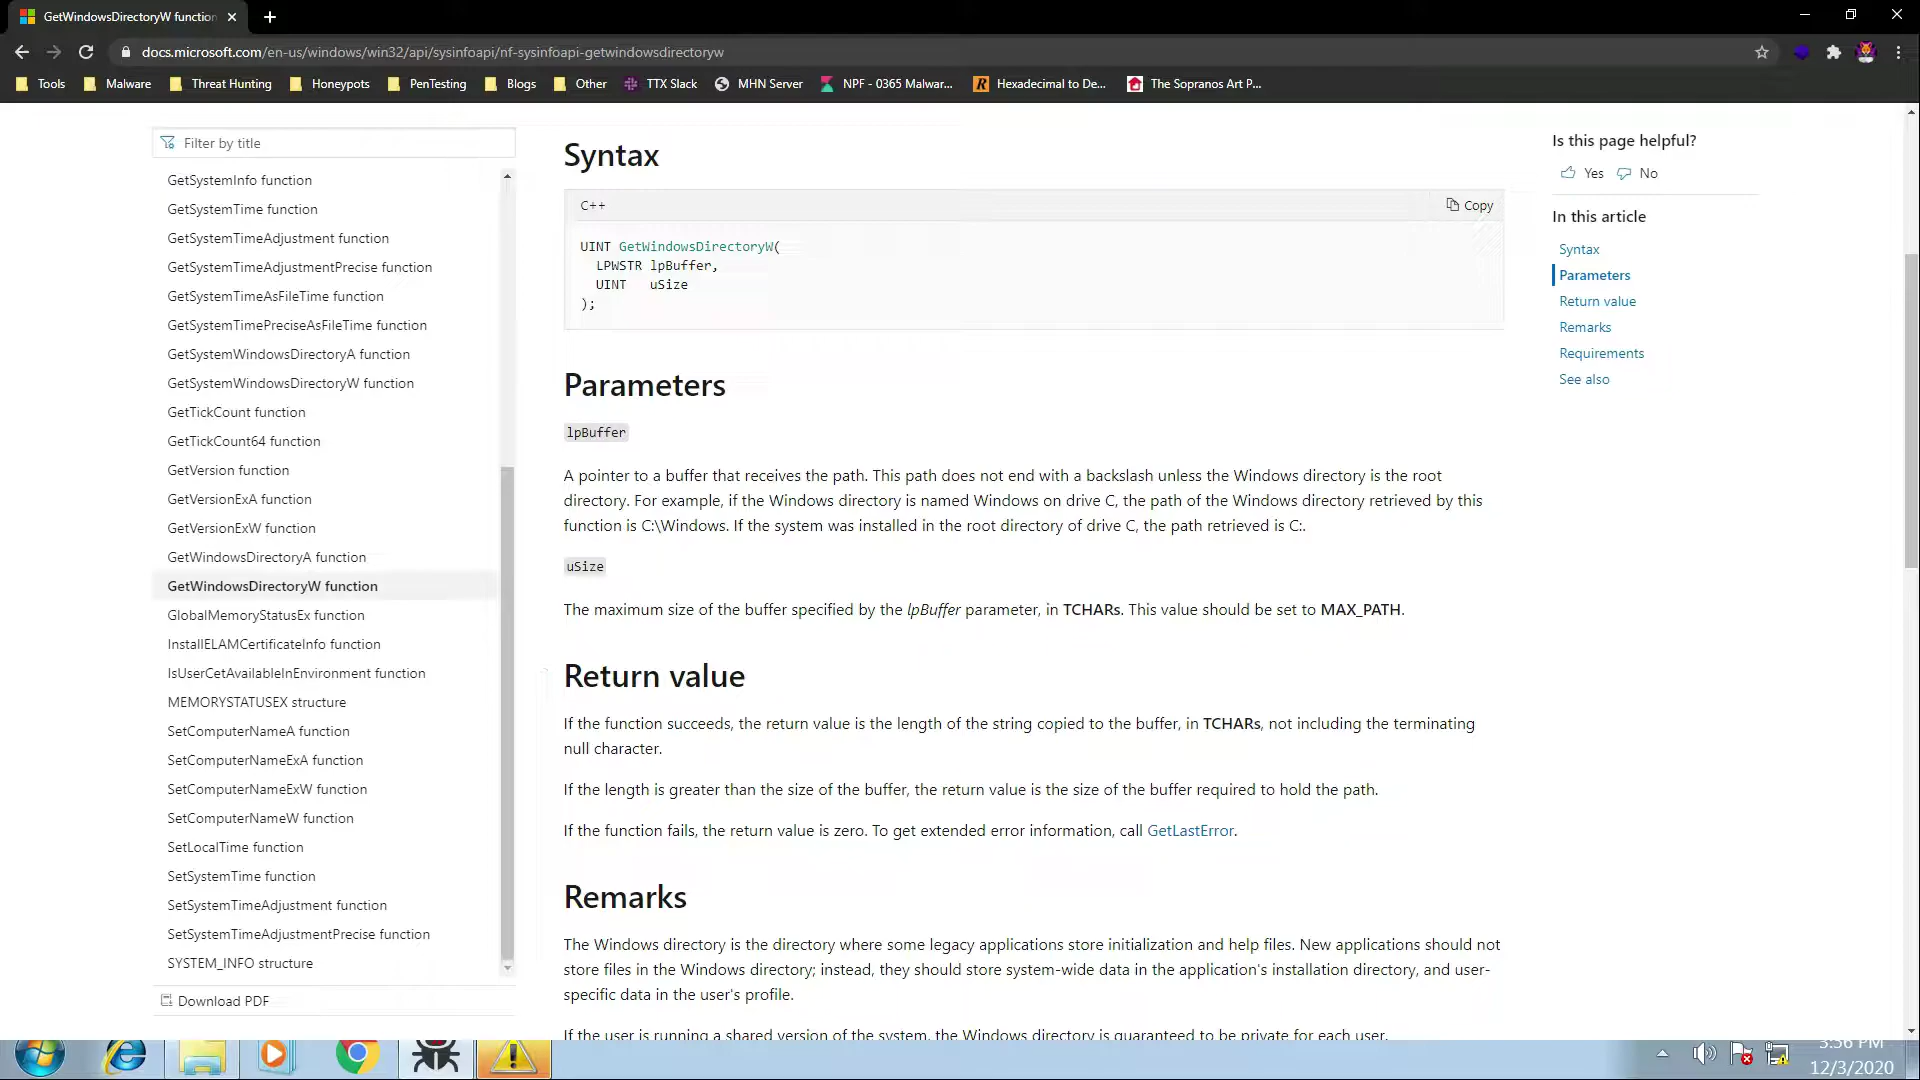 GetWindowsDirectoryW function
docs.microsoft.com/en-us/windows/win32/api/sysinfoapi/nf-sysinfoapi-getwindowsdirectoryw
Tools Malware Threat Hunting Honeypots PenTesting Blogs Other TTX Slack MHN Server NPF - 0365 Malwar... Hexadecimal to De... The Sopranos Art P...
Filter by title
GetSystemInfo function
GetSystemTime function
GetSystemTimeAdjustment function
GetSystemTimeAdjustmentPrecise function
GetSystemTimeAsFileTime function
GetSystemTimePreciseAsFileTime function
GetSystemWindowsDirectoryA function
GetSystemWindowsDirectoryW function
GetTickCount function
GetTickCount64 function
GetVersion function
GetVersionExA function
GetVersionExW function
GetWindowsDirectoryA function
GetWindowsDirectoryW function
GlobalMemoryStatusEx function
InstallELAMCertificateInfo function
IsUserCetAvailableInEnvironment function
MEMORYSTATUSEX structure
SetComputerNameA function
SetComputerNameExA function
SetComputerNameExW function
SetComputerNameW function
SetLocalTime function
SetSystemTime function
SetSystemTimeAdjustment function
SetSystemTimeAdjustmentPrecise function
SYSTEM_INFO structure
Download PDF
Syntax
C++ Copy
UINT GetWindowsDirectoryW(
LPWSTR lpBuffer,
UINT uSize
);
Parameters
lpBuffer
A pointer to a buffer that receives the path. This path does not end with a backslash unless the Windows directory is the root
directory. For example, if the Windows directory is named Windows on drive C, the path of the Windows directory retrieved by this
function is C:\Windows. If the system was installed in the root directory of drive C, the path retrieved is C:.
uSize
The maximum size of the buffer specified by the lpBuffer parameter, in TCHARs. This value should be set to MAX_PATH.
Return value
If the function succeeds, the return value is the length of the string copied to the buffer, in TCHARs, not including the terminating
null character.
If the length is greater than the size of the buffer, the return value is the size of the buffer required to hold the path.
If the function fails, the return value is zero. To get extended error information, call GetLastError.
Remarks
The Windows directory is the directory where some legacy applications store initialization and help files. New applications should not
store files in the Windows directory; instead, they should store system-wide data in the application's installation directory, and user-
specific data in the user's profile.
If the user is running a shared version of the system, the Windows directory is guaranteed to be private for each user.
Is this page helpful?
Yes No
In this article
Syntax
Parameters
Return value
Remarks
Requirements
See also
3:56 PM
12/3/2020